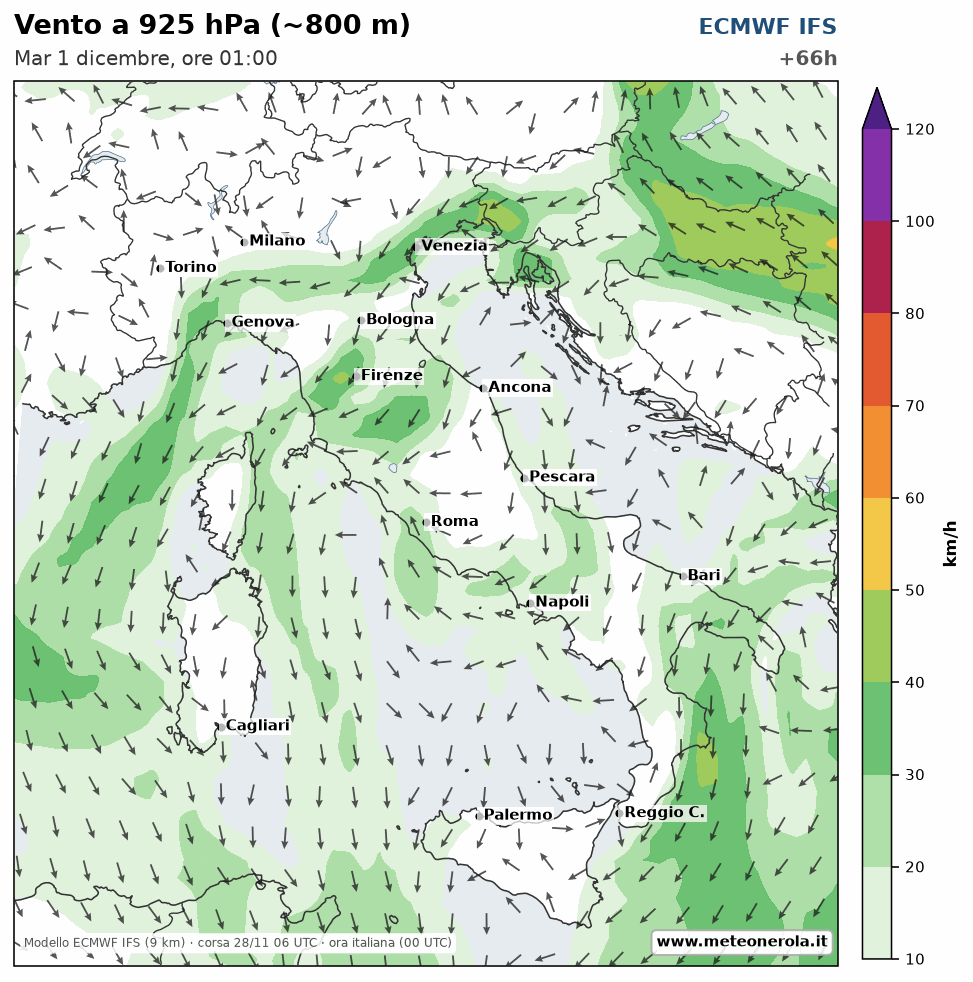 Vento a 925 hPa (~800 m)
ECMWF IFS
Mar 1 dicembre, ore 01:00
+66h
120
100
80
70
60
50
40
30
20
10
km/h
Milano
Venezia
Torino
Genova
Bologna
Firenze
Ancona
Pescara
Roma
Bari
Napoli
Cagliari
Palermo
Reggio C.
Modello ECMWF IFS (9 km) · corsa 28/11 06 UTC · ora italiana (00 UTC)
www.meteonerola.it